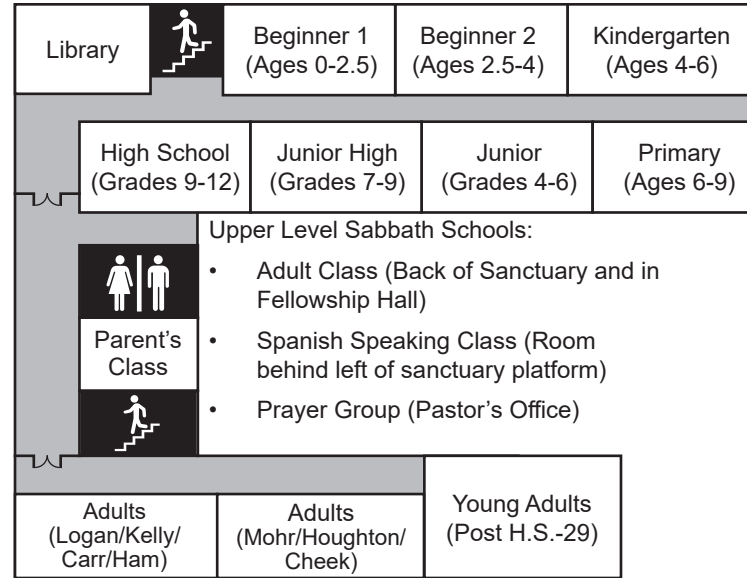 Library
Beginner 1
(Ages 0-2.5)
Beginner 2
(Ages 2.5-4)
Kindergarten
(Ages 4-6)
High School
(Grades 9-12)
Junior High
(Grades 7-9)
Junior
(Grades 4-6)
Primary
(Ages 6-9)
Upper Level Sabbath Schools:
• Adult Class (Back of Sanctuary and in
Fellowship Hall)
• Spanish Speaking Class (Room
behind left of sanctuary platform)
• Prayer Group (Pastor’s Office)
Parent’s
Class
Adults
(Logan/Kelly/
Carr/Ham)
Adults
(Mohr/Houghton/
Cheek)
Young Adults
(Post H.S.-29)